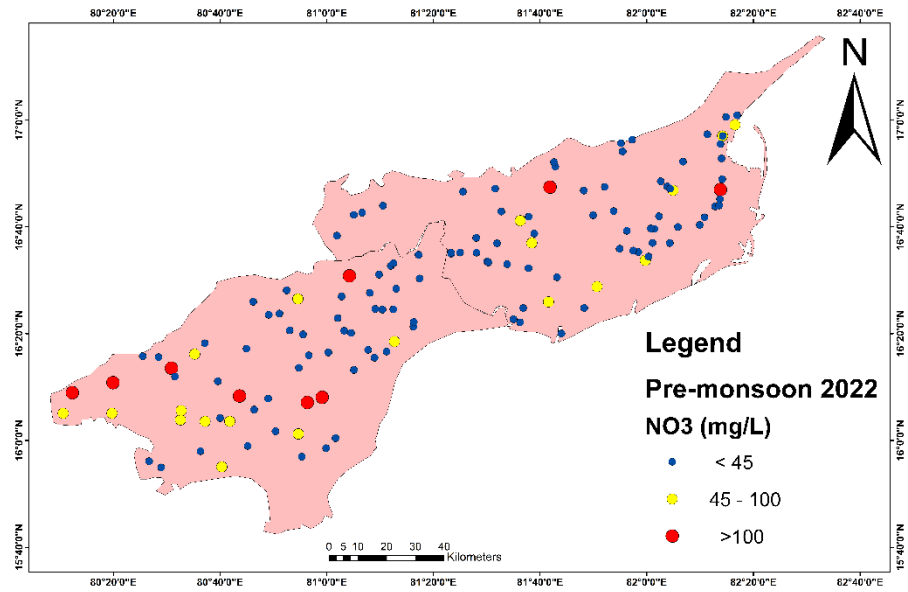 80°20'0"E 80°40'0"E 81°0'0"E 81°20'0"E 81°40'0"E 82°0'0"E 82°20'0"E 82°40'0"E
N
17°0'0"N 17°0'0"N
16°40'0"N 16°40'0"N
16°20'0"N 16°20'0"N
Legend
Pre-monsoon 2022
NO3 (mg/L)
< 45
16°0'0"N 16°0'0"N
45 - 100
>100
0 5 10 20 30 40
Kilometers
15°40'0"N 15°40'0"N
80°20'0"E 80°40'0"E 81°0'0"E 81°20'0"E 81°40'0"E 82°0'0"E 82°20'0"E 82°40'0"E